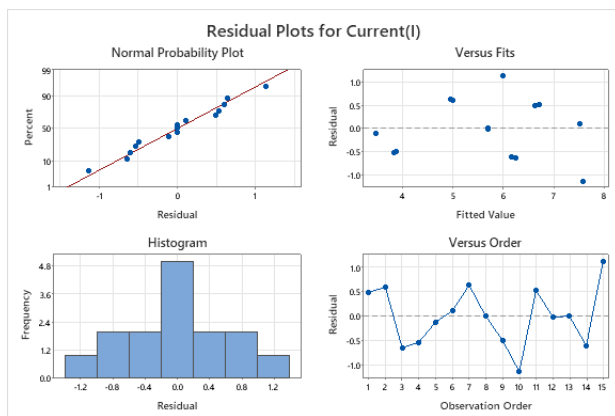 Residual Plots for Current(I)
Normal Probability Plot
99
90
50
10
1
Percent
-1 0 1
Residual
Versus Fits
1.0
0.5
0.0
-0.5
-1.0
Residual
4 5 6 7 8
Fitted Value
Histogram
4.8
3.6
2.4
1.2
0.0
Frequency
-1.2 -0.8 -0.4 0.0 0.4 0.8 1.2
Residual
Versus Order
1.0
0.5
0.0
-0.5
-1.0
Residual
1 2 3 4 5 6 7 8 9 10 11 12 13 14 15
Observation Order